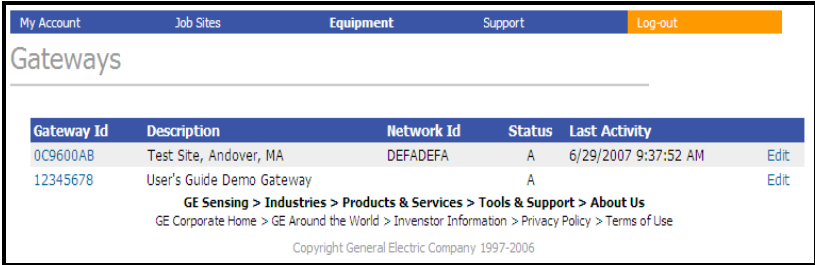 My Account Job Sites Equipment Support Log-out
Gateways
Gateway Id Description Network Id Status Last Activity
0C9600AB Test Site, Andover, MA DEFADEFA A 6/29/2007 9:37:52 AM Edit
12345678 User's Guide Demo Gateway A Edit
GE Sensing > Industries > Products & Services > Tools & Support > About Us
GE Corporate Home > GE Around the World > Invenstor Information > Privacy Policy > Terms of Use
Copyright General Electric Company 1997-2006